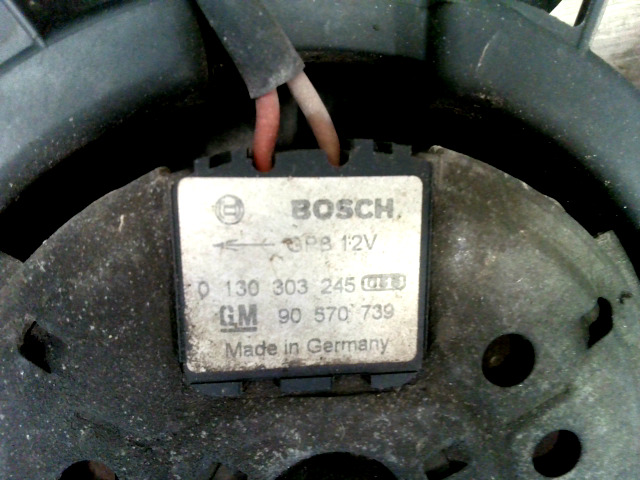 BOSCH
GPB 12V
0 130 303 245
GM 90 570 739
Made in Germany